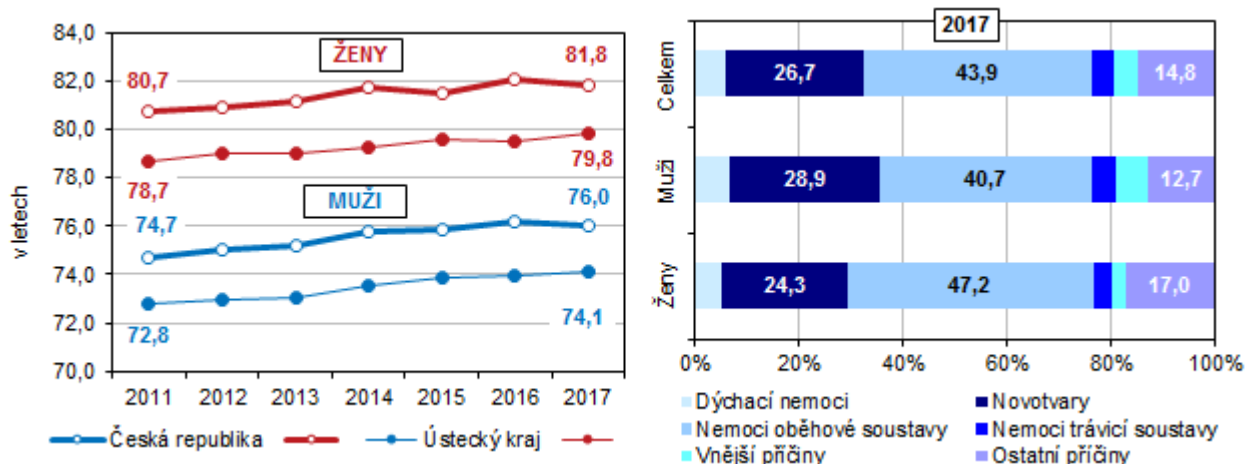 v letech
84,0
82,0
80,0
78,0
76,0
74,0
72,0
70,0
ŽENY
80,7
81,8
78,7
79,8
MUŽI
74,7
76,0
72,8
74,1
2011 2012 2013 2014 2015 2016 2017
Česká republika Ústecký kraj
2017
Celkem
26,7 43,9 14,8
Muži
28,9 40,7 12,7
Ženy
24,3 47,2 17,0
0% 20% 40% 60% 80% 100%
Dýchací nemoci Novotvary
Nemoci oběhové soustavy Nemoci trávicí soustavy
Vnější příčiny Ostatní příčiny